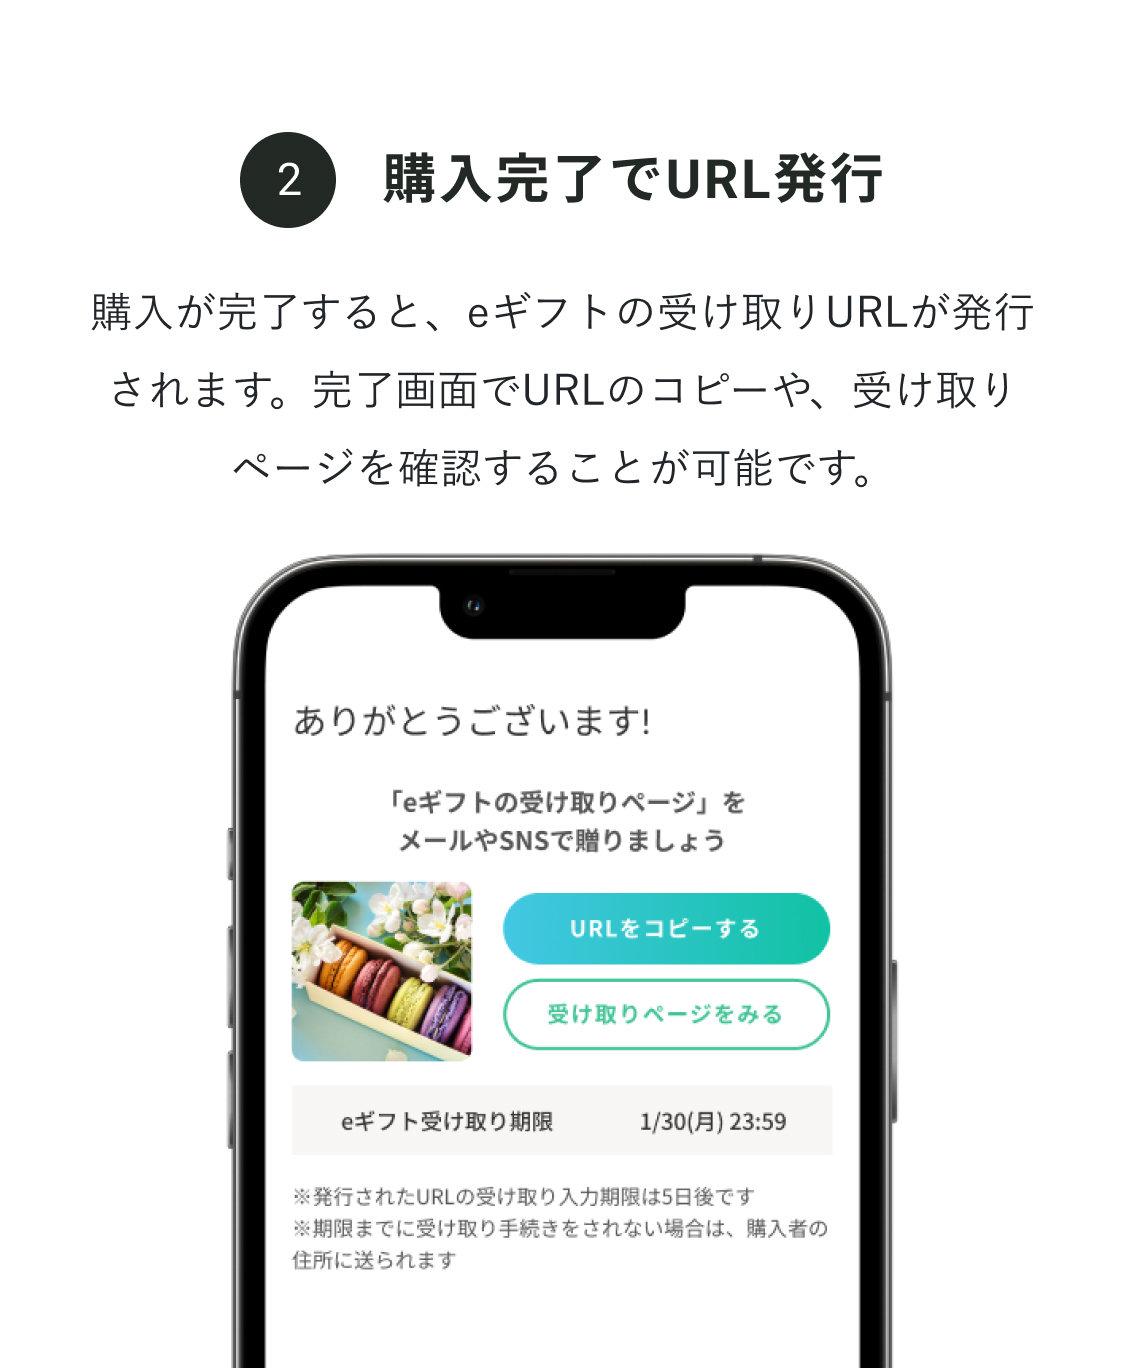 2 購入完了でURL発行
購入が完了すると、eギフトの受け取りURLが発行
されます。完了画面でURLのコピーや、受け取り
ページを確認することが可能です。
ありがとうございます!
「eギフトの受け取りページ」を
メールやSNSで贈りましょう
URLをコピーする
受け取りページをみる
eギフト受け取り期限 1/30(月) 23:59
※発行されたURLの受け取り入力期限は5日後です
※期限までに受け取り手続きをされない場合は、購入者の
住所に送られます